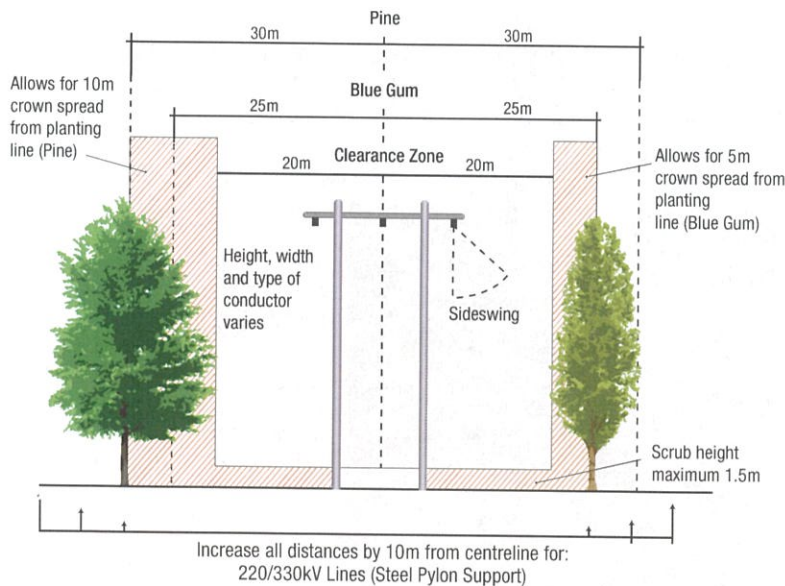 Pine
30m 30m
Allows for 10m
crown spread
from planting
line (Pine)
Blue Gum
25m 25m
Clearance Zone
20m 20m
Allows for 5m
crown spread from
planting
line (Blue Gum)
Height, width
and type of
conductor
varies
Sideswing
Scrub height
maximum 1.5m
Increase all distances by 10m from centreline for:
220/330kV Lines (Steel Pylon Support)